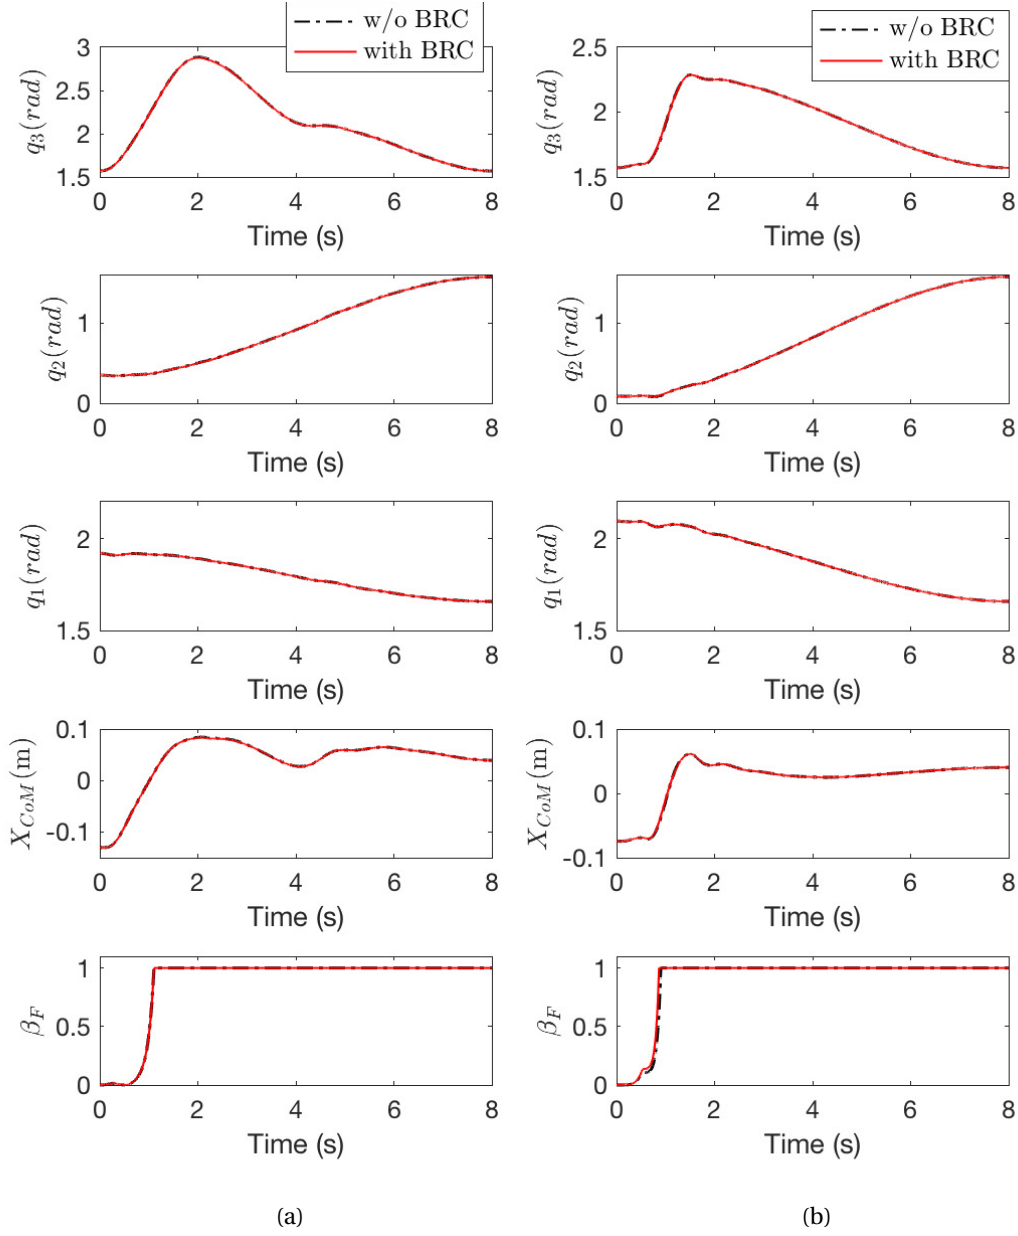 w/o BRC
with BRC
3
2.5
2
1.5
q3(rad)
0 2 4 6 8
Time (s)
w/o BRC
with BRC
2.5
2
1.5
q3(rad)
0 2 4 6 8
Time (s)
1
0
q2(rad)
0 2 4 6 8
Time (s)
1
0
q2(rad)
0 2 4 6 8
Time (s)
2
1.5
q1(rad)
0 2 4 6 8
Time (s)
2
1.5
q1(rad)
0 2 4 6 8
Time (s)
0.1
0
-0.1
XCoM(m)
0 2 4 6 8
Time (s)
0.1
0
-0.1
XCoM(m)
0 2 4 6 8
Time (s)
1
0.5
0
βF
0 2 4 6 8
Time (s)
1
0.5
0
βF
0 2 4 6 8
Time (s)
(a)
(b)